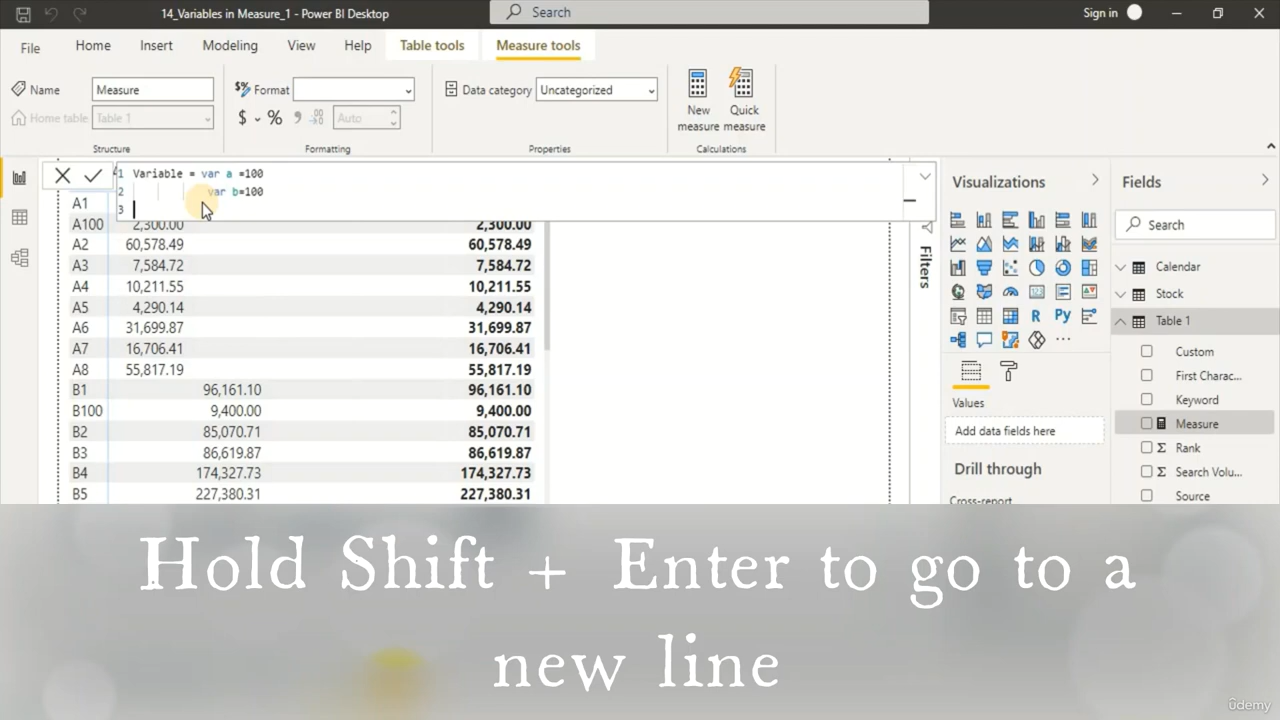 14_Variables in Measure_1 - Power BI Desktop
Search
Sign in
File
Home
Insert
Modeling
View
Help
Table tools
Measure tools
Name
Measure
Home table
Table 1
Structure
Format
$
%
Auto
Formatting
Data category
Uncategorized
Properties
New measure
Quick measure
Calculations
1 Variable = var a =100
2 var b=100
3
A1
A100 2,300.00 2,300.00
A2 60,578.49 60,578.49
A3 7,584.72 7,584.72
A4 10,211.55 10,211.55
A5 4,290.14 4,290.14
A6 31,699.87 31,699.87
A7 16,706.41 16,706.41
A8 55,817.19 55,817.19
B1 96,161.10 96,161.10
B100 9,400.00 9,400.00
B2 85,070.71 85,070.71
B3 86,619.87 86,619.87
B4 174,327.73 174,327.73
B5 227,380.31 227,380.31
Filters
Visualizations
R
Py
Values
Add data fields here
Drill through
Cross-report
Fields
Search
Calendar
Stock
Table 1
Custom
First Charac...
Keyword
Measure
Rank
Search Volu...
Source
Hold Shift + Enter to go to a
new line
ûdemy